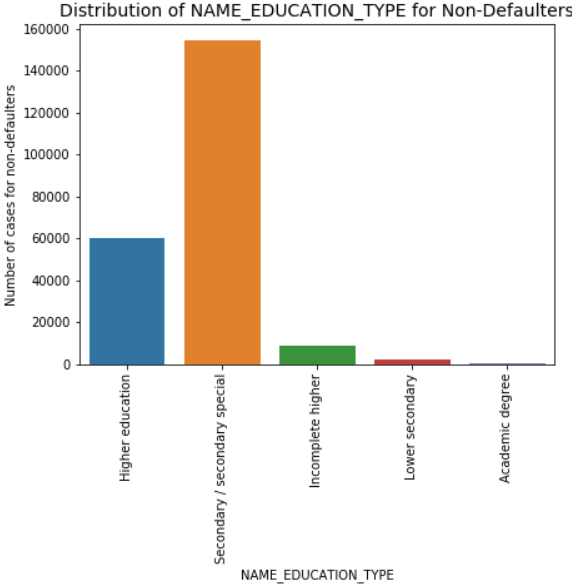 Distribution of NAME_EDUCATION_TYPE for Non-Defaulters
160000
140000
120000
100000
80000
60000
40000
20000
0
Number of cases for non-defaulters
Higher education
Secondary / secondary special
Incomplete higher
Lower secondary
Academic degree
NAME_EDUCATION_TYPE